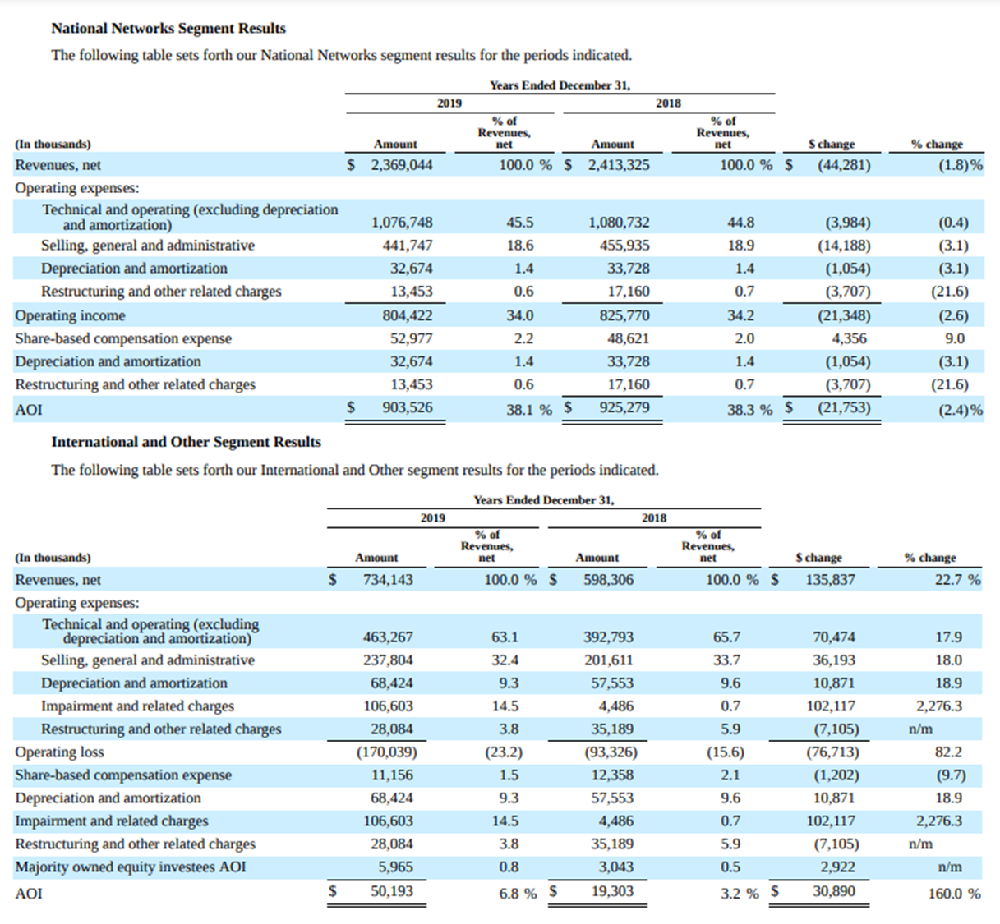 National Networks Segment Results
The following table sets forth our National Networks segment results for the periods indicated.
Years Ended December 31,
2019 2018
% of Revenues, net % of Revenues, net
(In thousands) Amount Amount $ change % change
Revenues, net $ 2,369,044 100.0 % $ 2,413,325 100.0 % $ (44,281) (1.8)%
Operating expenses:
Technical and operating (excluding depreciation
and amortization) 1,076,748 45.5 1,080,732 44.8 (3,984) (0.4)
Selling, general and administrative 441,747 18.6 455,935 18.9 (14,188) (3.1)
Depreciation and amortization 32,674 1.4 33,728 1.4 (1,054) (3.1)
Restructuring and other related charges 13,453 0.6 17,160 0.7 (3,707) (21.6)
Operating income 804,422 34.0 825,770 34.2 (21,348) (2.6)
Share-based compensation expense 52,977 2.2 48,621 2.0 4,356 9.0
Depreciation and amortization 32,674 1.4 33,728 1.4 (1,054) (3.1)
Restructuring and other related charges 13,453 0.6 17,160 0.7 (3,707) (21.6)
AOI $ 903,526 38.1 % $ 925,279 38.3 % $ (21,753) (2.4)%
International and Other Segment Results
The following table sets forth our International and Other segment results for the periods indicated.
Years Ended December 31,
2019 2018
% of Revenues, net % of Revenues, net
(In thousands) Amount Amount $ change % change
Revenues, net $ 734,143 100.0 % $ 598,306 100.0 % $ 135,837 22.7 %
Operating expenses:
Technical and operating (excluding
depreciation and amortization) 463,267 63.1 392,793 65.7 70,474 17.9
Selling, general and administrative 237,804 32.4 201,611 33.7 36,193 18.0
Depreciation and amortization 68,424 9.3 57,553 9.6 10,871 18.9
Impairment and related charges 106,603 14.5 4,486 0.7 102,117 2,276.3
Restructuring and other related charges 28,084 3.8 35,189 5.9 (7,105) n/m
Operating loss (170,039) (23.2) (93,326) (15.6) (76,713) 82.2
Share-based compensation expense 11,156 1.5 12,358 2.1 (1,202) (9.7)
Depreciation and amortization 68,424 9.3 57,553 9.6 10,871 18.9
Impairment and related charges 106,603 14.5 4,486 0.7 102,117 2,276.3
Restructuring and other related charges 28,084 3.8 35,189 5.9 (7,105) n/m
Majority owned equity investees AOI 5,965 0.8 3,043 0.5 2,922 n/m
AOI $ 50,193 6.8 % $ 19,303 3.2 % $ 30,890 160.0 %